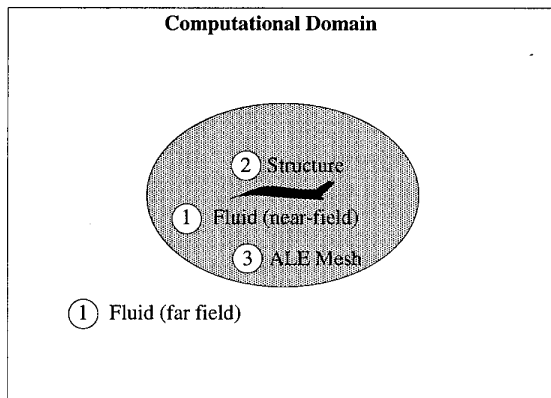 Computational Domain
2 Structure
1 Fluid (near-field)
3 ALE Mesh
1 Fluid (far field)